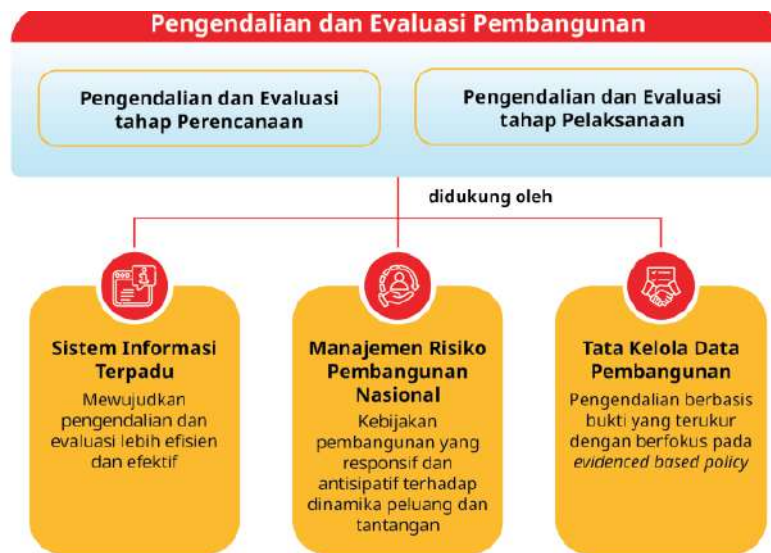 Pengendalian dan Evaluasi Pembangunan
Pengendalian dan Evaluasi
tahap Perencanaan
Pengendalian dan Evaluasi
tahap Pelaksanaan
didukung oleh
Sistem Informasi
Terpadu
Mewujudkan
pengendalian dan
evaluasi lebih efisien
dan efektif
Manajemen Risiko
Pembangunan
Nasional
Kebijakan
pembangunan yang
responsif dan
antisipatif terhadap
dinamika peluang dan
tantangan
Tata Kelola Data
Pembangunan
Pengendalian berbasis
bukti yang terukur
dengan berfokus pada
evidenced based policy